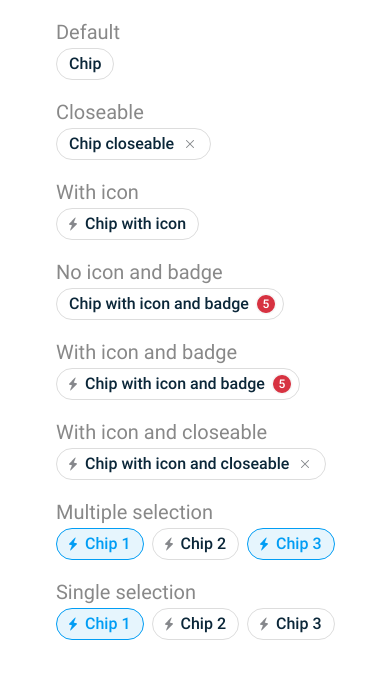 Default
Chip
Closeable
Chip closeable
With icon
Chip with icon
No icon and badge
Chip with icon and badge 5
With icon and badge
Chip with icon and badge 5
With icon and closeable
Chip with icon and closeable
Multiple selection
Chip 1 Chip 2 Chip 3
Single selection
Chip 1 Chip 2 Chip 3